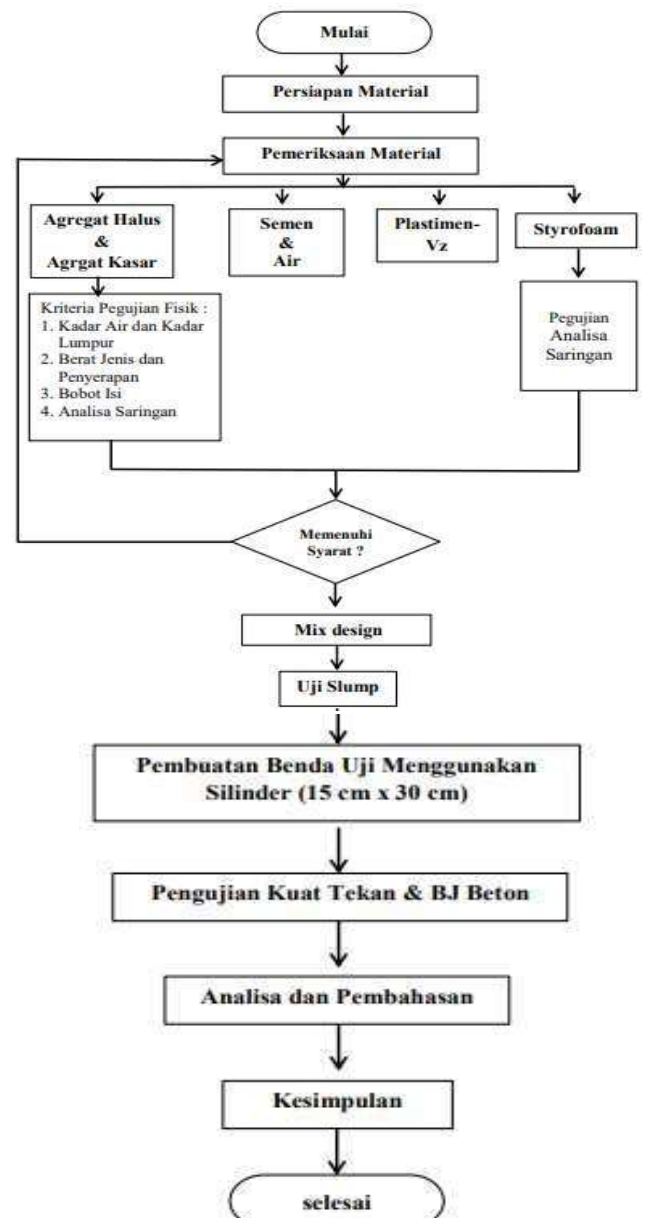 Mulai
Persiapan Material
Pemeriksaan Material
Agregat Halus
&
Agrgat Kasar
Semen
&
Air
Plastimen-
Vz
Styrofoam
Kriteria Pegujian Fisik :
1. Kadar Air dan Kadar
Lumpur
2. Berat Jenis dan
Penyerapan
3. Bobot Isi
4. Analisa Saringan
Pegujian
Analisa
Saringan
Memenuhi
Syarat ?
Mix design
Uji Slump
Pembuatan Benda Uji Menggunakan
Silinder (15 cm x 30 cm)
Pengujian Kuat Tekan & BJ Beton
Analisa dan Pembahasan
Kesimpulan
selesai